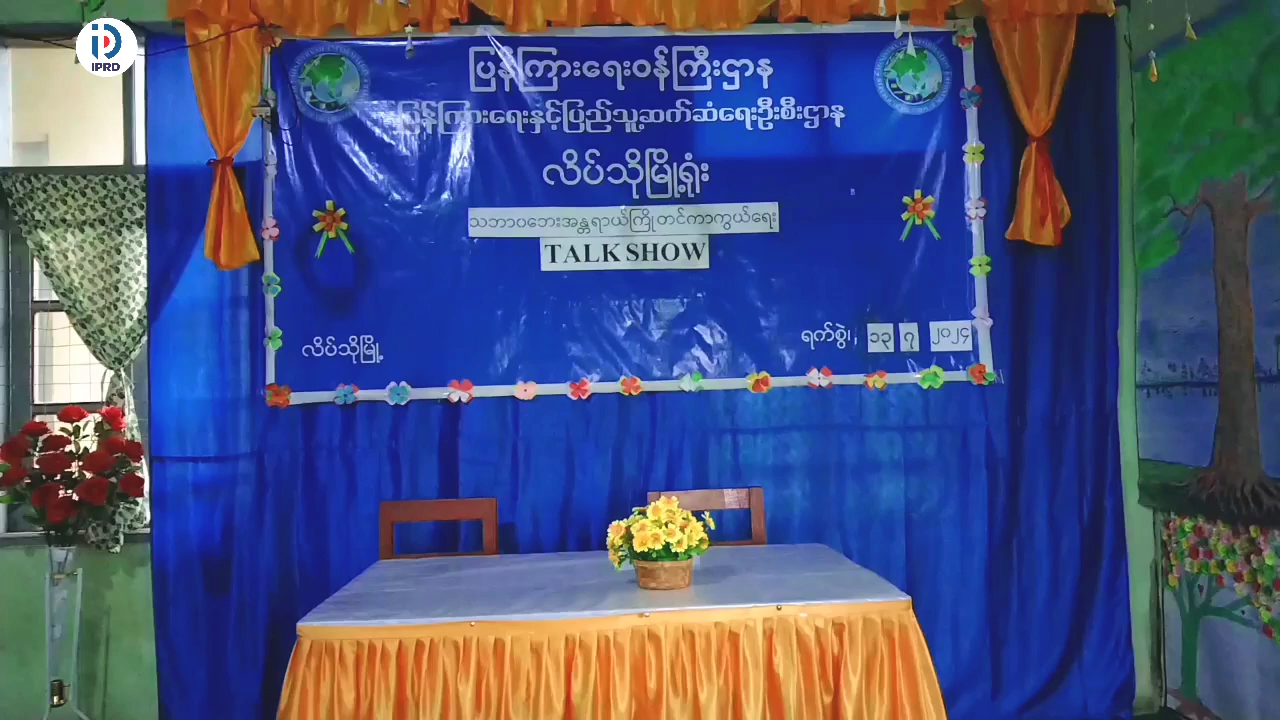 IPRD
ပြန်ကြားရေးဝန်ကြီးဌာန
ပြန်ကြားရေးနှင့်ပြည်သူ့ဆက်ဆံရေးဦးစီးဌာန
လိပ်သိုမြို့ရုံး
သဘာဝဘေးအန္တရာယ်ကြိုတင်ကာကွယ်ရေး
TALK SHOW
လိပ်သိုမြို့
ရက်စွဲ၊ ၁၃ ၇ ၂၀၂၄